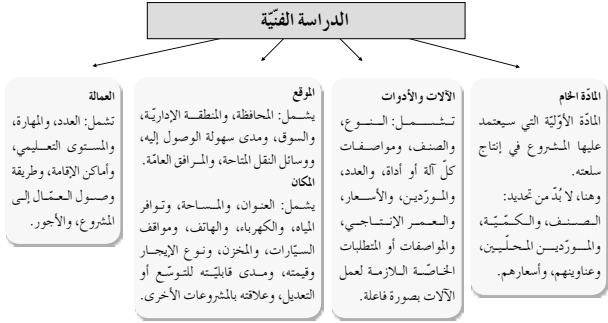 الدراسة الفنّيّة
المادّة الخام
المادّة الأوّليّة التي سيعتمد
عليها المشروع في إنتاج
سلعته.
وهنا، لا بُدّ من تحديد:
الصنف، والكمّيّة،
والمورّدين المحلّيين،
وعناوينهم، وأسعارهم.
الآلات والأدوات
تشمل: النوع،
والصنف، ومواصفات
كلّ آلة أو أداة، والعدد،
والمورّدين، والأسعار،
والعمر الإنتاجي،
والمواصفات أو المتطلبات
الخاصّة اللازمة لعمل
الآلات بصورة فاعلة.
الموقع
يشمل: المحافظة، والمنطقة الإداريّة،
والسوق، ومدى سهولة الوصول إليه،
ووسائل النقل المتاحة، والمرافق العامّة.
المكان
يشمل: العنوان، والمساحة، وتوافر
المياه، والكهرباء، والهاتف، ومواقف
السيّارات، والمخزن، ونوع الإيجار
وقيمته، ومدى قابليّته للتوسّع أو
التعديل، وعلاقته بالمشروعات الأخرى.
العمالة
تشمل: العدد، والمهارة،
والمستوى التعليمي،
وأماكن الإقامة، وطريقة
وصول العمّال إلى
المشروع، والأجور.